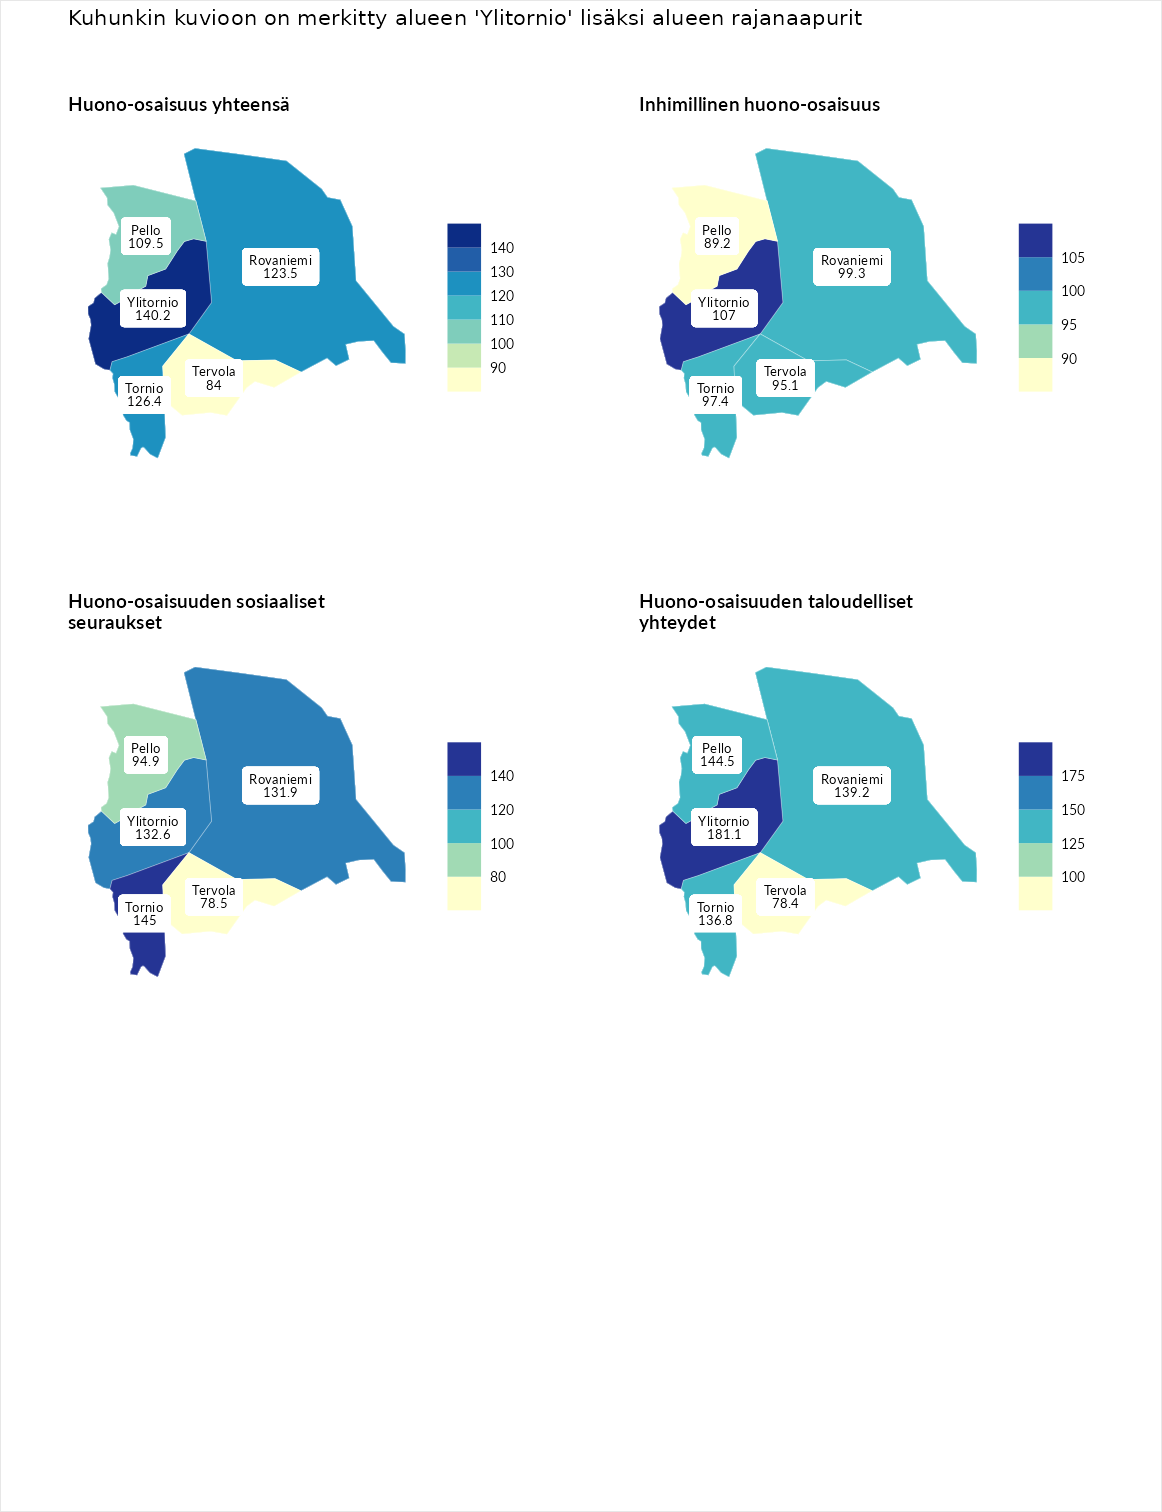 Kuhunkin kuvioon on merkitty alueen 'Ylitornio' lisäksi alueen rajanaapurit
Huono-osaisuus yhteensä
Pello
109.5
Rovaniemi
123.5
Ylitornio
140.2
Tervola
84
Tornio
126.4
140
130
120
110
100
90
Inhimillinen huono-osaisuus
Pello
89.2
Rovaniemi
99.3
Ylitornio
107
Tervola
95.1
Tornio
97.4
105
100
95
90
Huono-osaisuuden sosiaaliset
seuraukset
Pello
94.9
Rovaniemi
131.9
Ylitornio
132.6
Tervola
78.5
Tornio
145
140
120
100
80
Huono-osaisuuden taloudelliset
yhteydet
Pello
144.5
Rovaniemi
139.2
Ylitornio
181.1
Tervola
78.4
Tornio
136.8
175
150
125
100